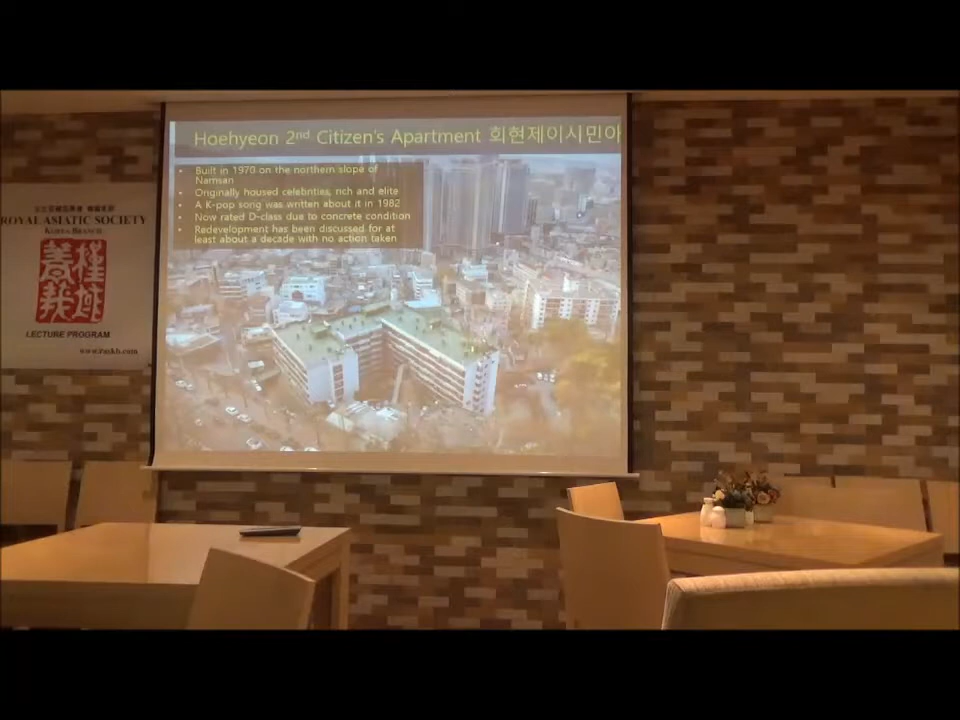 Hoehyeon 2nd Citizen's Apartment 회현제이시민아
• Built in 1970 on the northern slope of
Namsan
• Originally housed celebrities, rich and elite
• A K-pop song was written about it in 1982
• Now rated D-class due to concrete condition
• Redevelopment has been discussed for at
least about a decade with no action taken
ROYAL ASIATIC SOCIETY
KOREA BRANCH
LECTURE PROGRAM
www.raskb.com